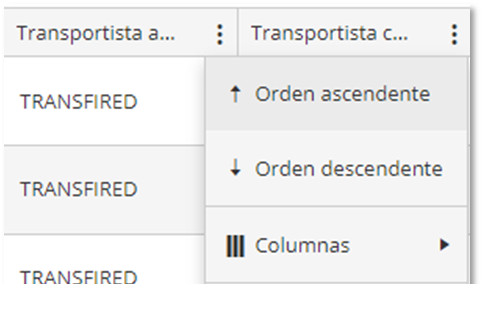 Transportista a... Transportista c...
TRANSFIRED
Orden ascendente
Orden descendente
TRANSFIRED
Columnas
TRANSFIRED